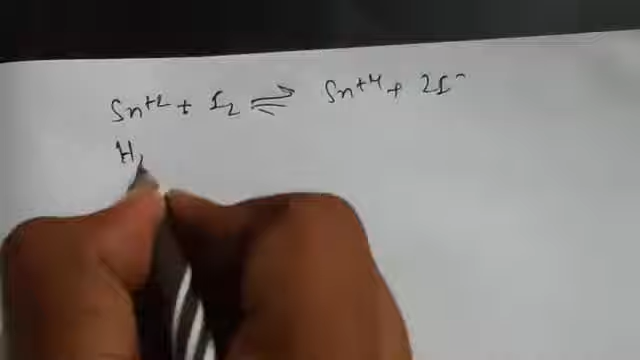 Sn⁺² + I₂ ⇌ Sn⁺⁴ + 2I⁻
H